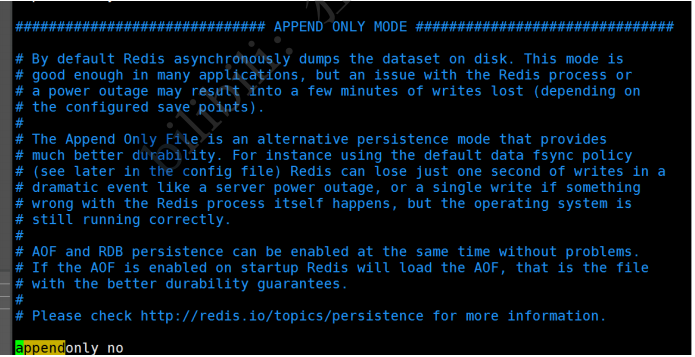 ############################## APPEND ONLY MODE ###############################
# By default Redis asynchronously dumps the dataset on disk. This mode is
# good enough in many applications, but an issue with the Redis process or
# a power outage may result into a few minutes of writes lost (depending on
# the configured save points).
#
# The Append Only File is an alternative persistence mode that provides
# much better durability. For instance using the default data fsync policy
# (see later in the config file) Redis can lose just one second of writes in a
# dramatic event like a server power outage, or a single write if something
# wrong with the Redis process itself happens, but the operating system is
# still running correctly.
#
# AOF and RDB persistence can be enabled at the same time without problems.
# If the AOF is enabled on startup Redis will load the AOF, that is the file
# with the better durability guarantees.
#
# Please check http://redis.io/topics/persistence for more information.
appendonly no
bilibili: